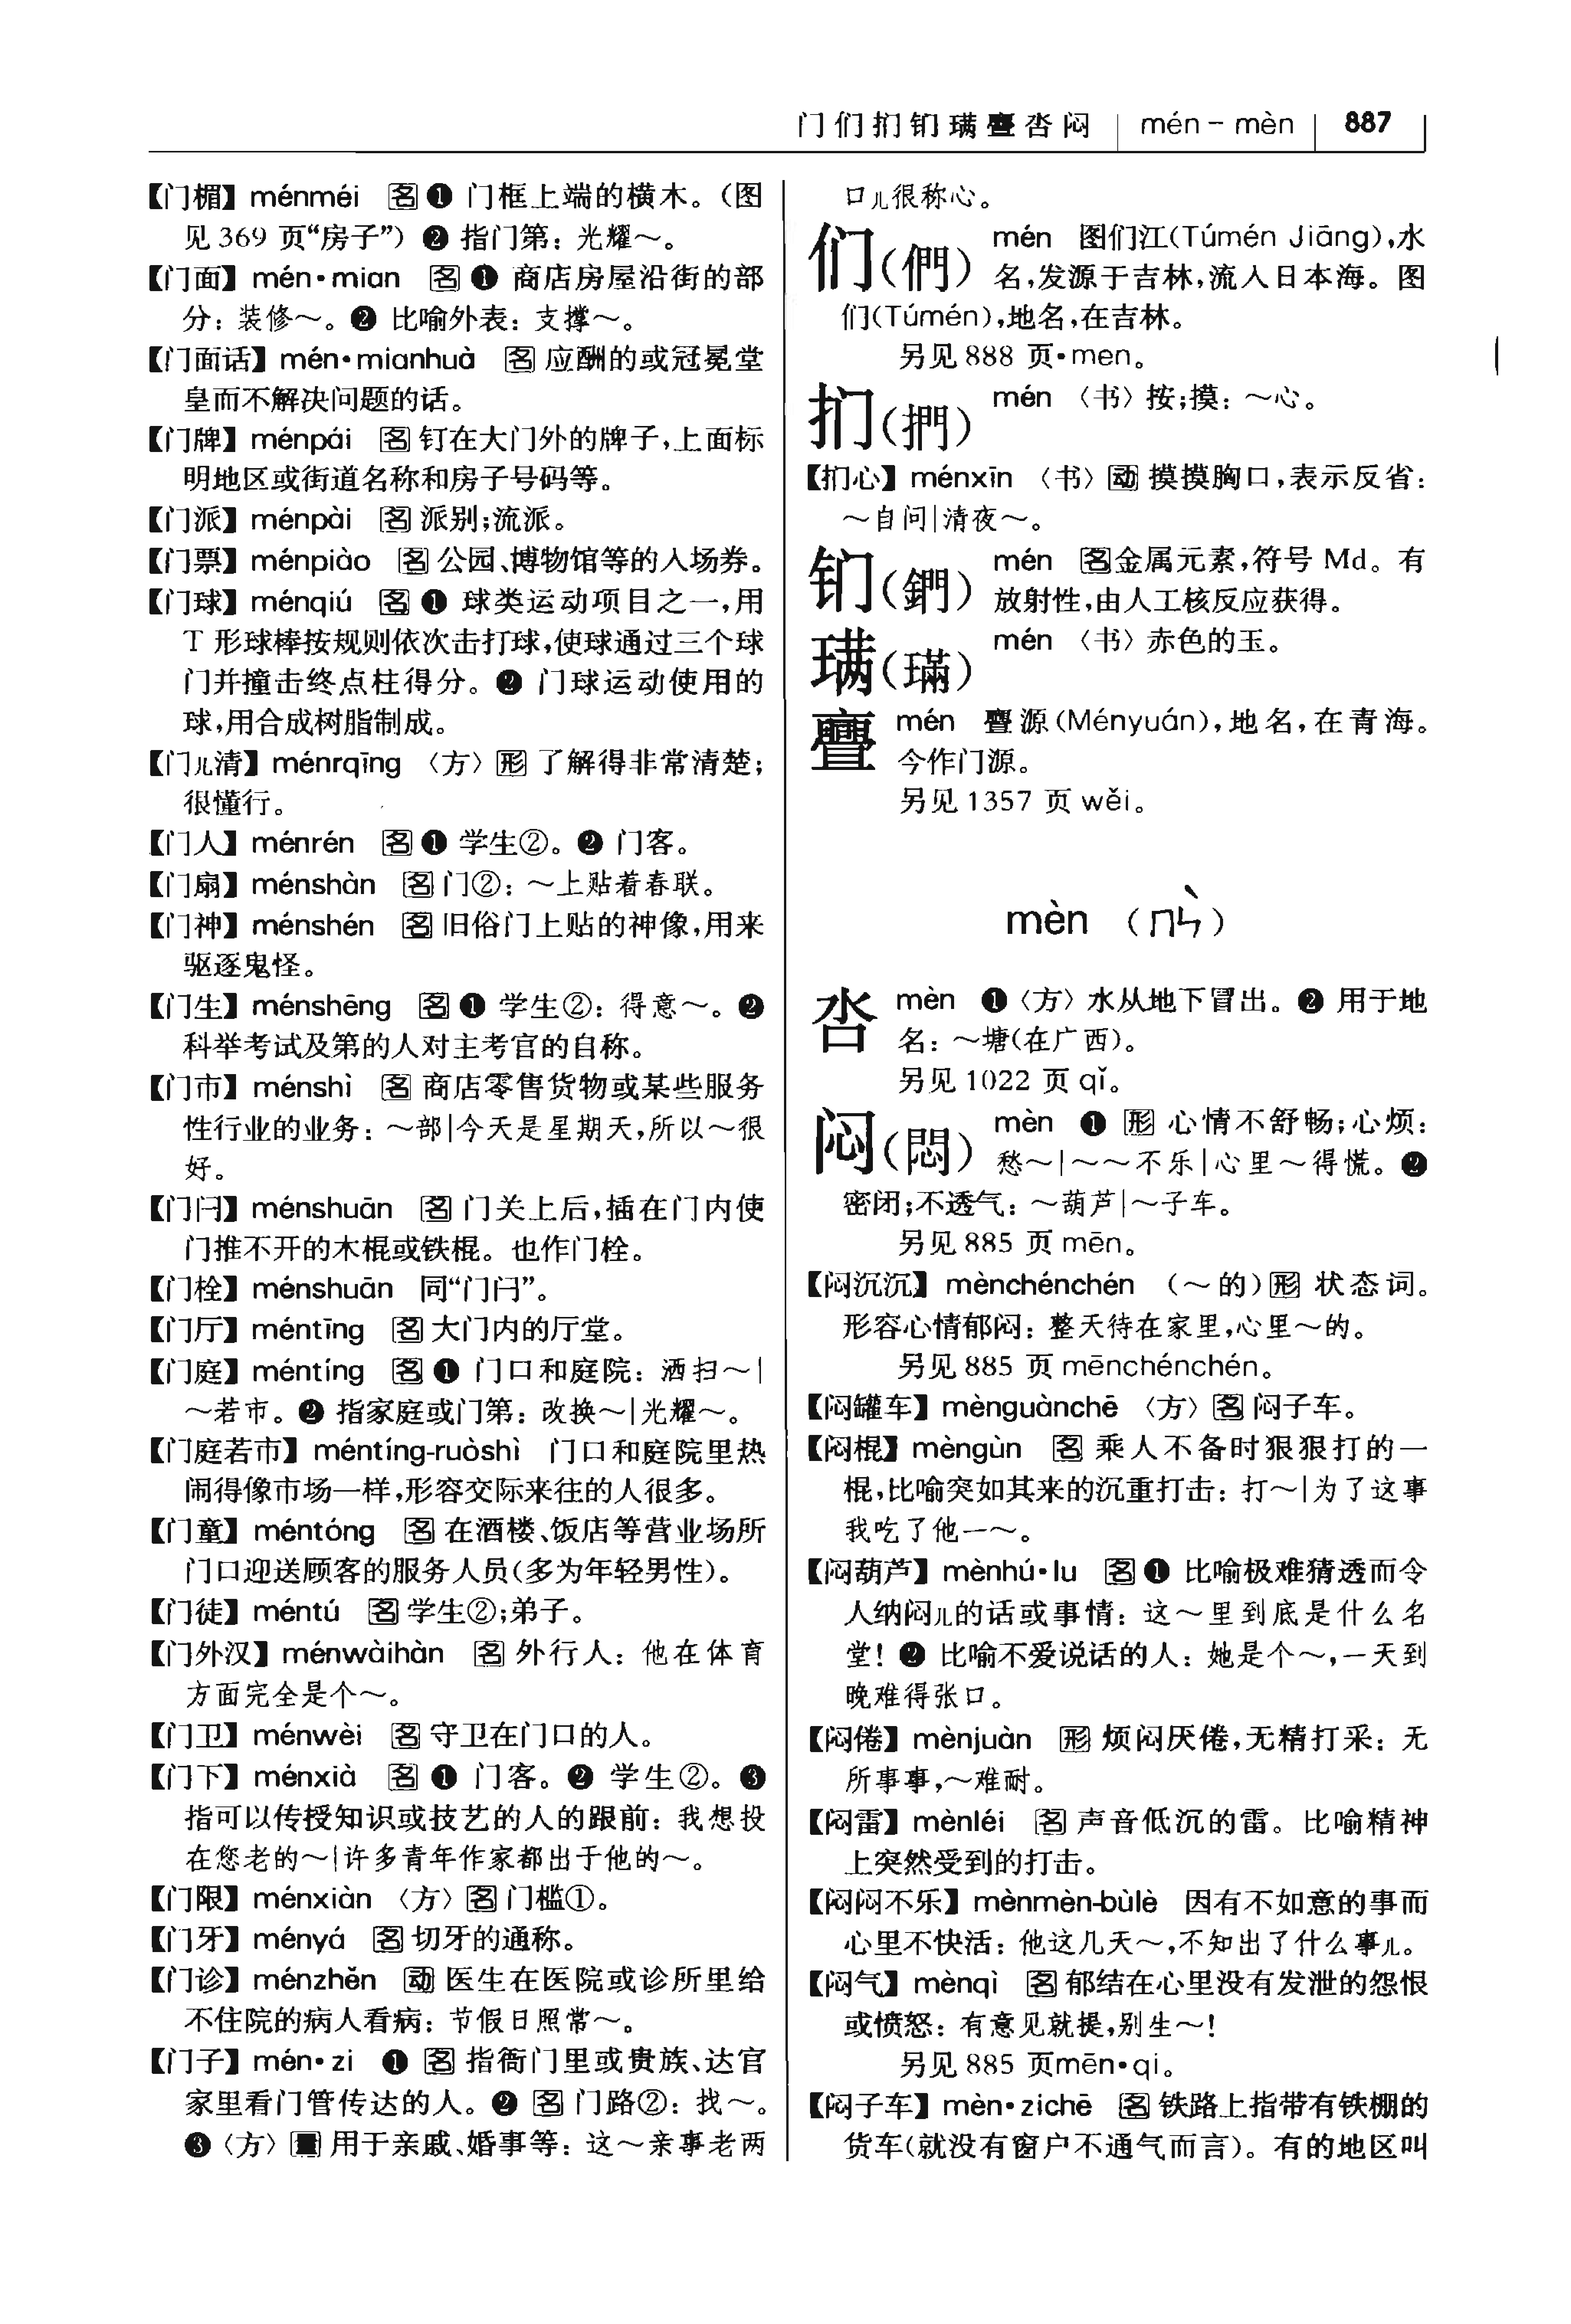 门们扪钔璊亹呇闷 mén－mèn 887
【门楣】ménméi 名❶ 门框上端的横木。（图
见 369 页“房子”）❷ 指门第：光耀～。
【门面】mén•mian 名❶ 商店房屋沿街的部
分：装修～。❷ 比喻外表：支撑～。
【门面话】mén•mianhuà 名 应酬的或冠冕堂
皇而不解决问题的话。
【门牌】ménpái 名 钉在大门外的牌子，上面标
明地区或街道名称和房子号码等。
【门派】ménpài 名 派别；流派。
【门票】ménpiào 名 公园、博物馆等的入场券。
【门球】ménqiú 名❶ 球类运动项目之一，用
T 形球棒按规则依次击打球，使球通过三个球
门并撞击终点柱得分。❷ 门球运动使用的
球，用合成树脂制成。
【门儿清】ménrqīng 〈方〉形 了解得非常清楚；
很懂行。
【门人】ménrén 名❶ 学生②。❷ 门客。
【门扇】ménshàn 名 门②：～上贴着春联。
【门神】ménshén 名 旧俗门上贴的神像，用来
驱逐鬼怪。
【门生】ménshēng 名❶ 学生②：得意～。❷
科举考试及第的人对主考官的自称。
【门市】ménshì 名 商店零售货物或某些服务
性行业的业务：～部｜今天是星期天，所以～很
好。
【门闩】ménshuān 名 门关上后，插在门内使
门推不开的木棍或铁棍。也作门栓。
【门栓】ménshuān 同“门闩”。
【门厅】méntīng 名 大门内的厅堂。
【门庭】méntíng 名❶ 门口和庭院：洒扫～｜
～若市。❷ 指家庭或门第：改换～｜光耀～。
【门庭若市】méntíng-ruòshì 门口和庭院里热
闹得像市场一样，形容交际来往的人很多。
【门童】méntóng 名 在酒楼、饭店等营业场所
门口迎送顾客的服务人员（多为年轻男性）。
【门徒】méntú 名 学生②；弟子。
【门外汉】ménwàihàn 名 外行人：他在体育
方面完全是个～。
【门卫】ménwèi 名 守卫在门口的人。
【门下】ménxià 名❶ 门客。❷ 学生②。❸
指可以传授知识或技艺的人的跟前：我想投
在您老的～｜许多青年作家都出于他的～。
【门限】ménxiàn 〈方〉名 门槛①。
【门牙】ményá 名 切牙的通称。
【门诊】ménzhěn 动 医生在医院或诊所里给
不住院的病人看病：节假日照常～。
【门子】mén•zi ❶ 名 指衙门里或贵族、达官
家里看门管传达的人。❷ 名 门路②：找～。
❸〈方〉量 用于亲戚、婚事等：这～亲事老两
口儿很称心。
们（們） mén 图们江（Túmén Jiāng），水
名，发源于吉林，流入日本海。图
们（Túmén），地名，在吉林。
另见 888 页•men。
扪（捫） mén 〈书〉按；摸：～心。
【扪心】ménxīn 〈书〉动 摸摸胸口，表示反省：
～自问｜清夜～。
钔（鍆） mén 名金属元素，符号 Md。有
放射性，由人工核反应获得。
璊（璊） mén 〈书〉赤色的玉。
亹 mén 亹源（Ményuán），地名，在青海。
今作门源。
另见 1357 页 wěi。
mèn （ㄇㄣˋ）
呇 mèn ❶〈方〉水从地下冒出。❷ 用于地
名：～塘（在广西）。
另见 1022 页 qǐ。
闷（悶） mèn ❶ 形 心情不舒畅；心烦：
愁～｜～～不乐｜心里～得慌。❷
密闭；不透气：～葫芦｜～子车。
另见 885 页 mēn。
【闷沉沉】mènchénchén （～的）形 状态词。
形容心情郁闷：整天待在家里，心里～的。
另见 885 页 mēnchénchén。
【闷罐车】mènguànchē 〈方〉名 闷子车。
【闷棍】mèngùn 名 乘人不备时狠狠打的一
棍，比喻突如其来的沉重打击：打～｜为了这事
我吃了他一～。
【闷葫芦】mènhú•lu 名❶ 比喻极难猜透而令
人纳闷儿的话或事情：这～里到底是什么名
堂！❷ 比喻不爱说话的人：她是个～，一天到
晚难得张口。
【闷倦】mènjuàn 形 烦闷厌倦，无精打采：无
所事事，～难耐。
【闷雷】mènléi 名 声音低沉的雷。比喻精神
上突然受到的打击。
【闷闷不乐】mènmèn-bùlè 因有不如意的事而
心里不快活：他这几天～，不知出了什么事儿。
【闷气】mènqì 名 郁结在心里没有发泄的怨恨
或愤怒：有意见就提，别生～！
另见 885 页mēn•qi。
【闷子车】mèn•zichē 名 铁路上指带有铁棚的
货车（就没有窗户不通气而言）。有的地区叫